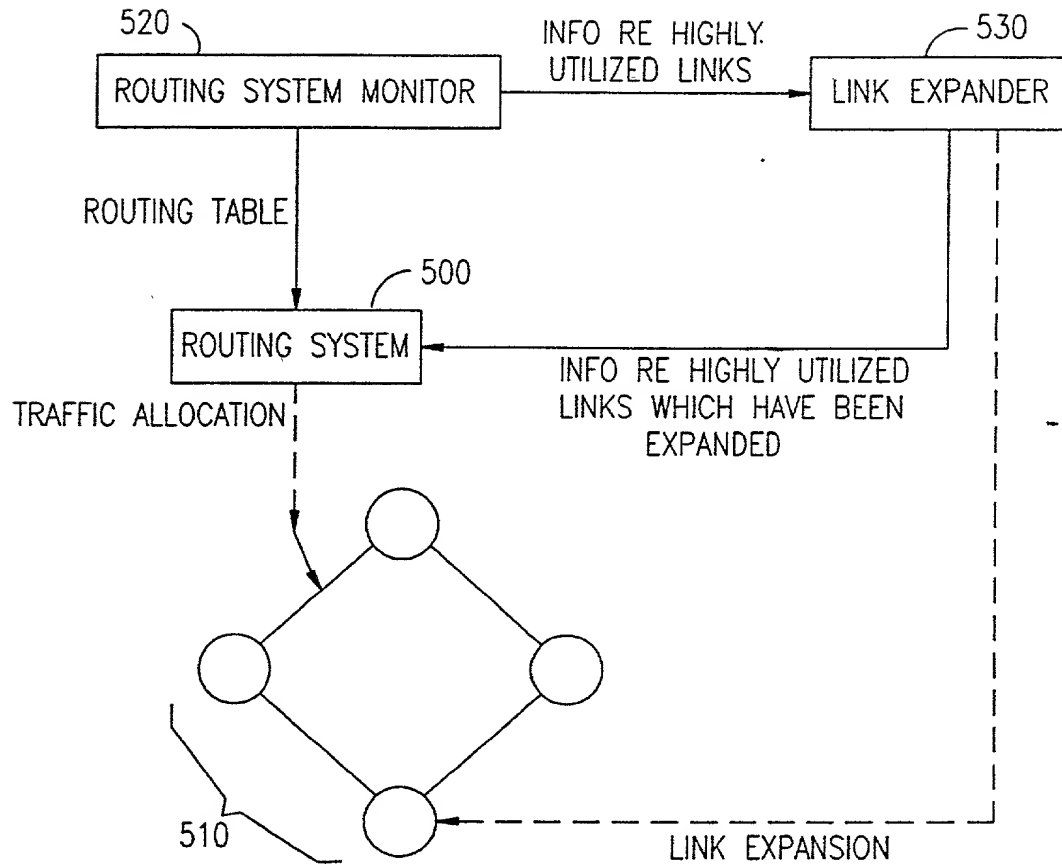 520
INFO RE HIGHLY
UTILIZED LINKS
530
ROUTING SYSTEM MONITOR
LINK EXPANDER
ROUTING TABLE
500
ROUTING SYSTEM
INFO RE HIGHLY UTILIZED
LINKS WHICH HAVE BEEN
EXPANDED
TRAFFIC ALLOCATION
510
LINK EXPANSION